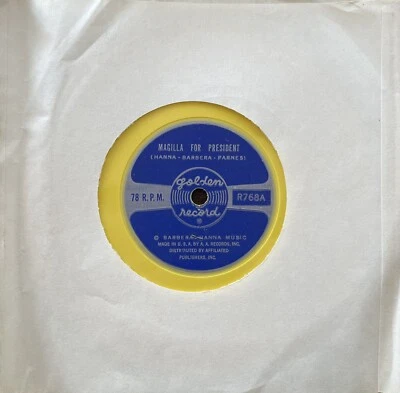 MAGILLA FOR PRESIDENT
(HANNA - BARBERA - PARNES)
golden
record
78 R.P.M.
R768A
© BARBERA-HANNA MUSIC
MADE IN U.S.A. BY A. A. RECORDS, INC.
DISTRIBUTED BY AFFILIATED
PUBLISHERS, INC.